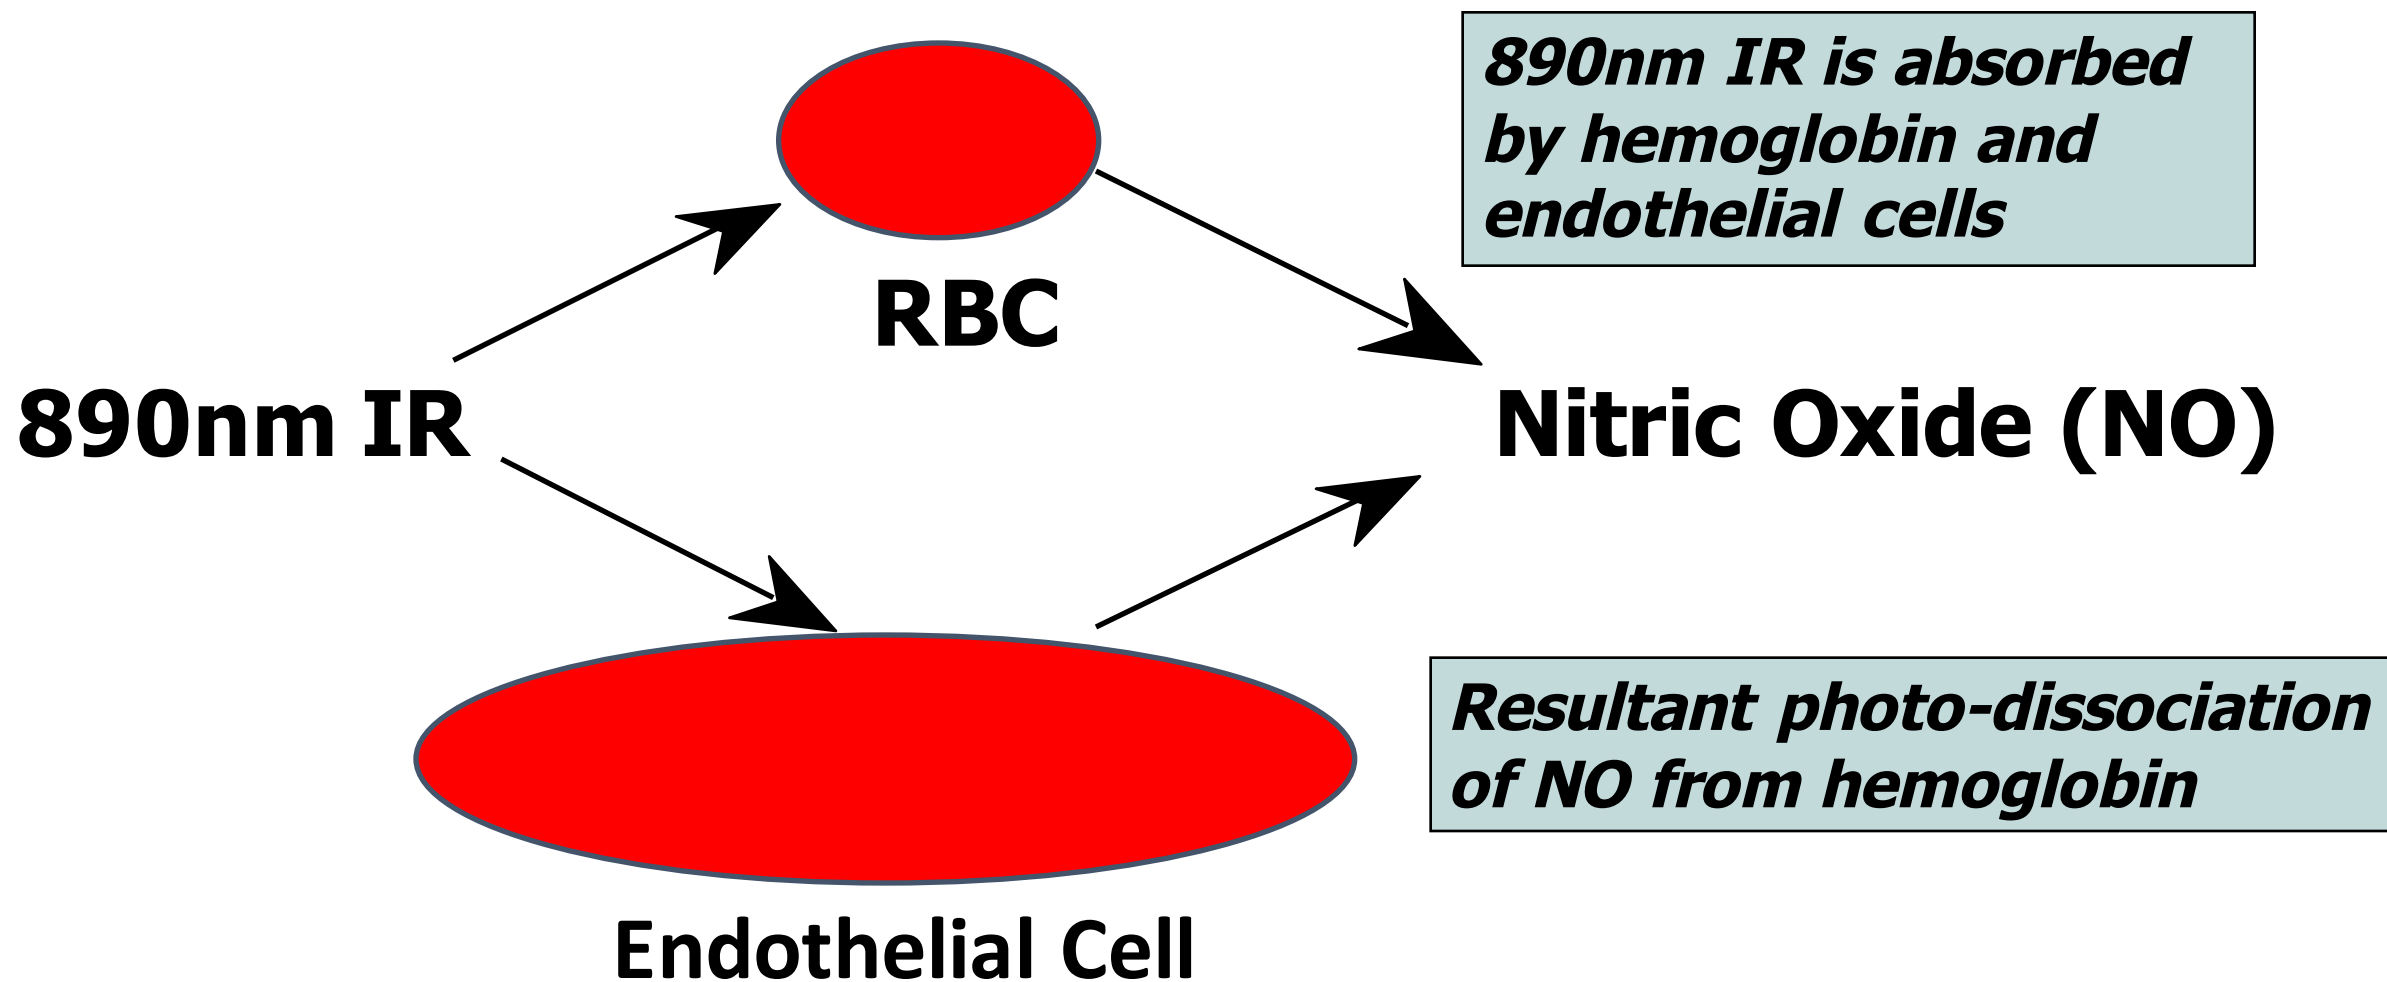 890nm IR is absorbed
by hemoglobin and
endothelial cells
RBC
890nm IR
Nitric Oxide (NO)
Resultant photo-dissociation
of NO from hemoglobin
Endothelial Cell